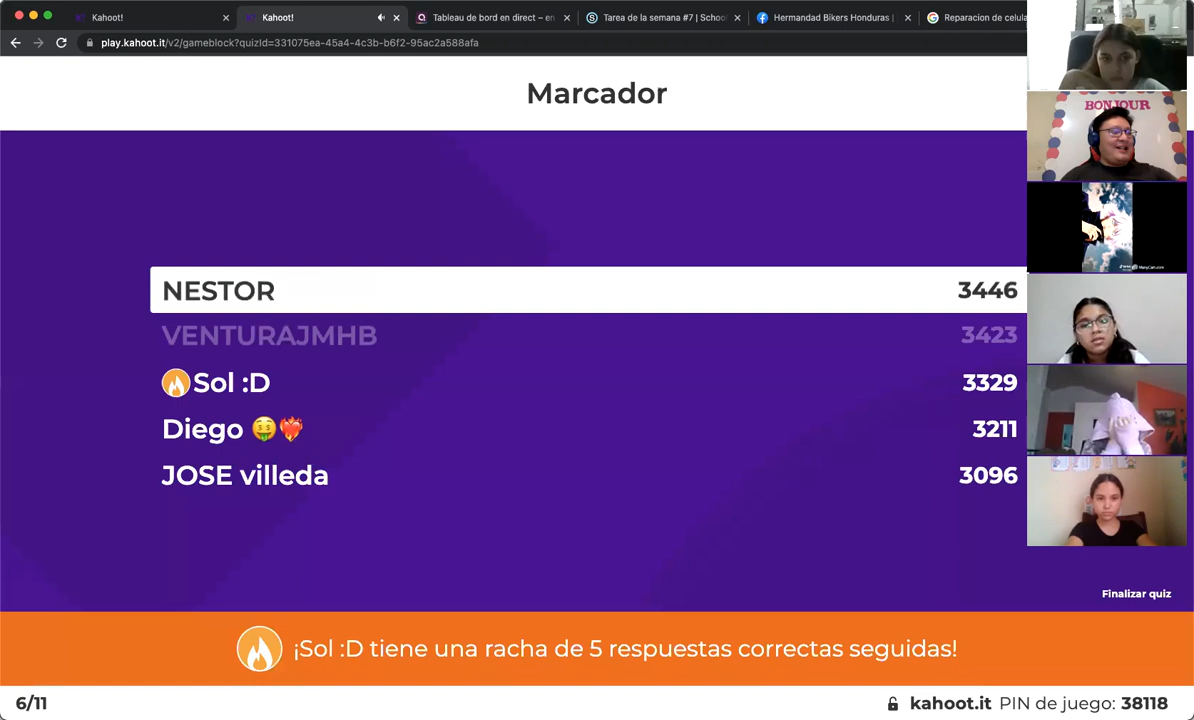 Kahoot!
Kahoot!
Tableau de bord en direct – en
Tarea de la semana #7 | Schoo
Hermandad Bikers Honduras |
Reparacion de celula
play.kahoot.it/v2/gameblock?quizId=331075ea-45a4-4c3b-b6f2-95ac2a588afa
Marcador
BONJOUR
NESTOR 3446
VENTURAJMHB 3423
Sol :D 3329
Diego 🤑❤️‍🔥 3211
JOSE villeda 3096
Finalizar quiz
¡Sol :D tiene una racha de 5 respuestas correctas seguidas!
6/11
kahoot.it PIN de juego: 38118